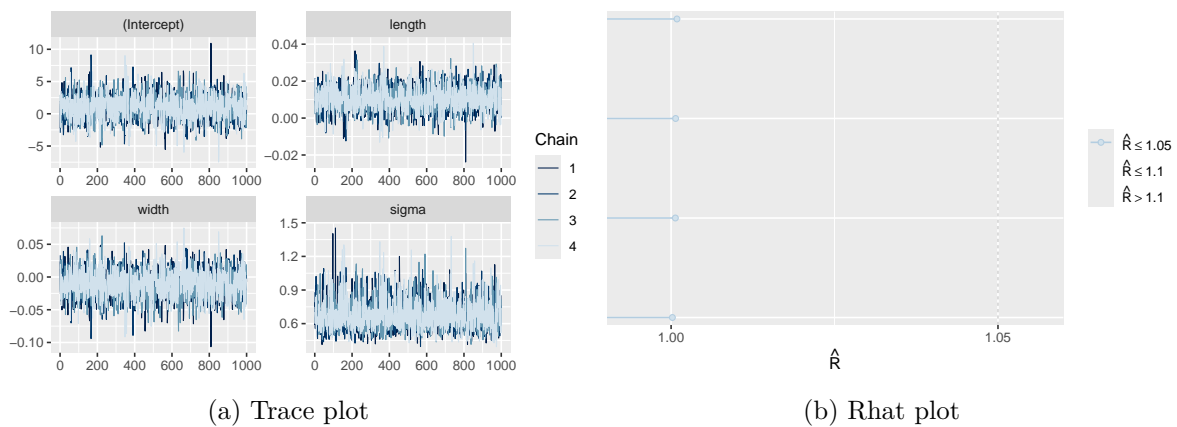 (Intercept)
length
10
5
0
−5
0.04
0.02
0.00
−0.02
0 200 400 600 800 1000
0 200 400 600 800 1000
width
sigma
0.05
0.00
−0.05
−0.10
1.5
1.2
0.9
0.6
0 200 400 600 800 1000
0 200 400 600 800 1000
Chain
1
2
3
4
(a) Trace plot
1.00
1.05
R̂
R̂ ≤ 1.05
R̂ ≤ 1.1
R̂ > 1.1
(b) Rhat plot